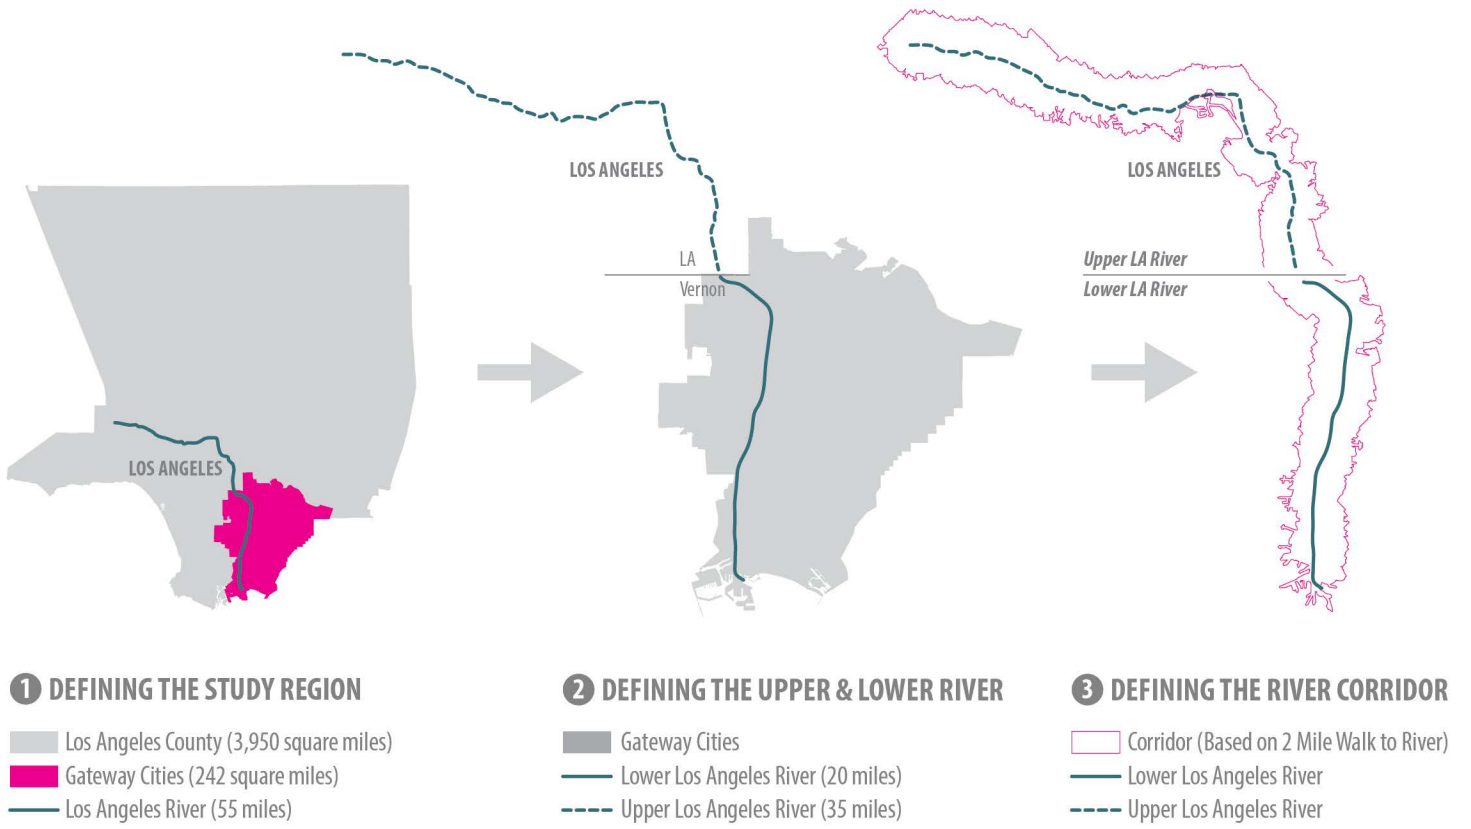 LOS ANGELES
LOS ANGELES
LA
Vernon
LOS ANGELES
Upper LA River
Lower LA River
1 DEFINING THE STUDY REGION
Los Angeles County (3,950 square miles)
Gateway Cities (242 square miles)
Los Angeles River (55 miles)
2 DEFINING THE UPPER & LOWER RIVER
Gateway Cities
Lower Los Angeles River (20 miles)
Upper Los Angeles River (35 miles)
3 DEFINING THE RIVER CORRIDOR
Corridor (Based on 2 Mile Walk to River)
Lower Los Angeles River
Upper Los Angeles River